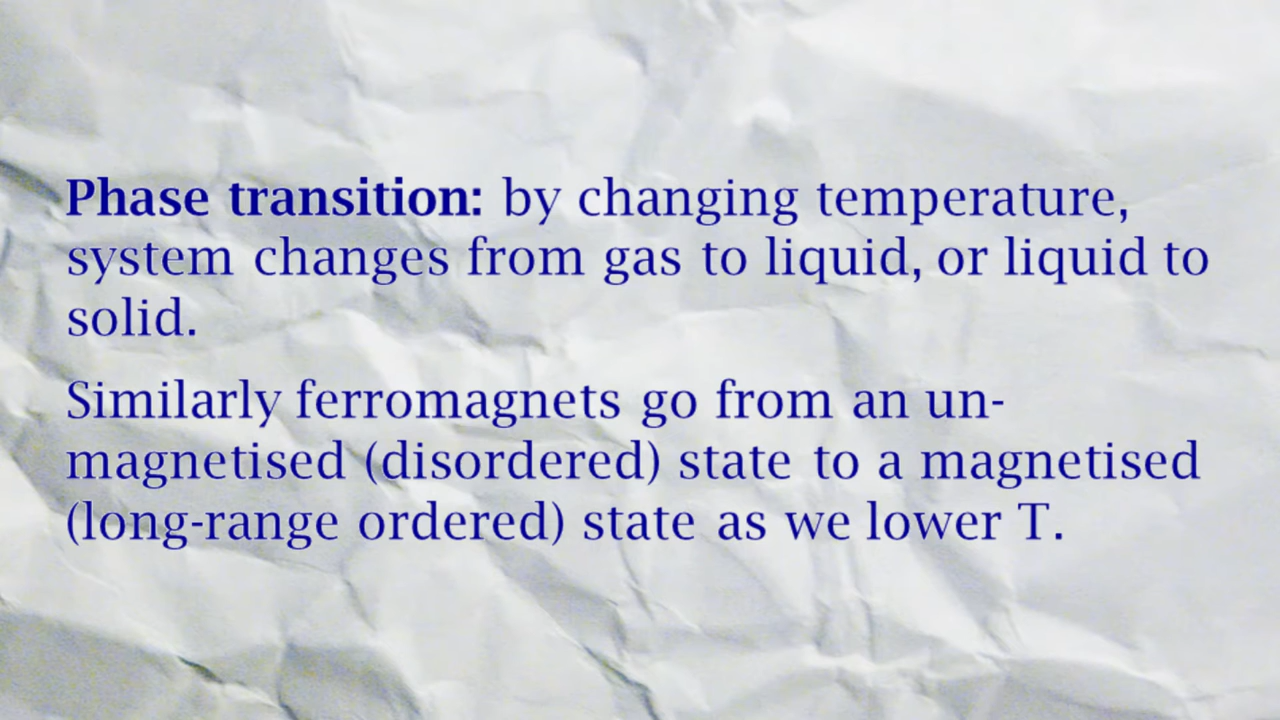 Phase transition: by changing temperature,
system changes from gas to liquid, or liquid to
solid.
Similarly ferromagnets go from an un-
magnetised (disordered) state to a magnetised
(long-range ordered) state as we lower T.